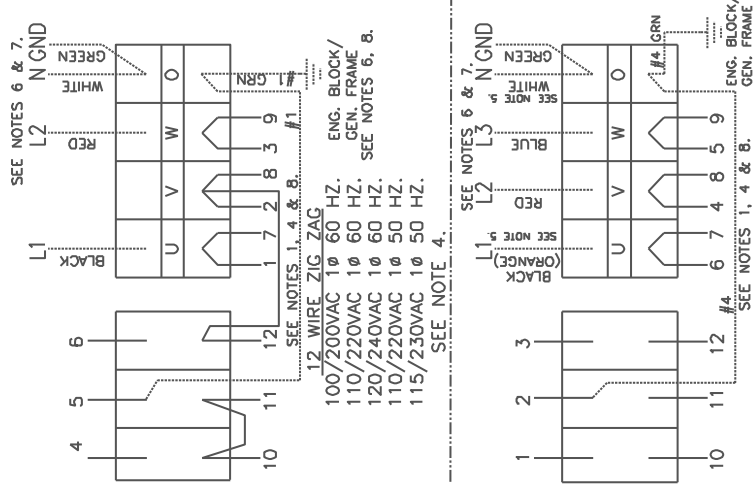 SEE NOTES 6 & 7.
L1
L2
N GND
BLACK
RED
WHITE
GREEN
4
5
6
U
V
W
O
GRN #1
10
11
12
1
7
2
8
3
9
#1
SEE NOTES 1, 4 & 8.
ENG. BLOCK/
GEN. FRAME
SEE NOTES 6, 8.
12 WIRE ZIG ZAG
100/200VAC 1ø 60 HZ.
110/220VAC 1ø 60 HZ.
120/240VAC 1ø 60 HZ.
110/220VAC 1ø 50 HZ.
115/230VAC 1ø 50 HZ.
SEE NOTE 4.
SEE NOTES 6 & 7.
L1
L2
L3
N GND
BLACK
(ORANGE)
SEE NOTE 5.
RED
BLUE
WHITE
SEE NOTE 5.
GREEN
1
2
3
U
V
W
O
#4 GRN
10
11
12
6
7
4
8
5
9
#4
SEE NOTES 1, 4 & 8.
ENG. BLOCK/
GEN. FRAME